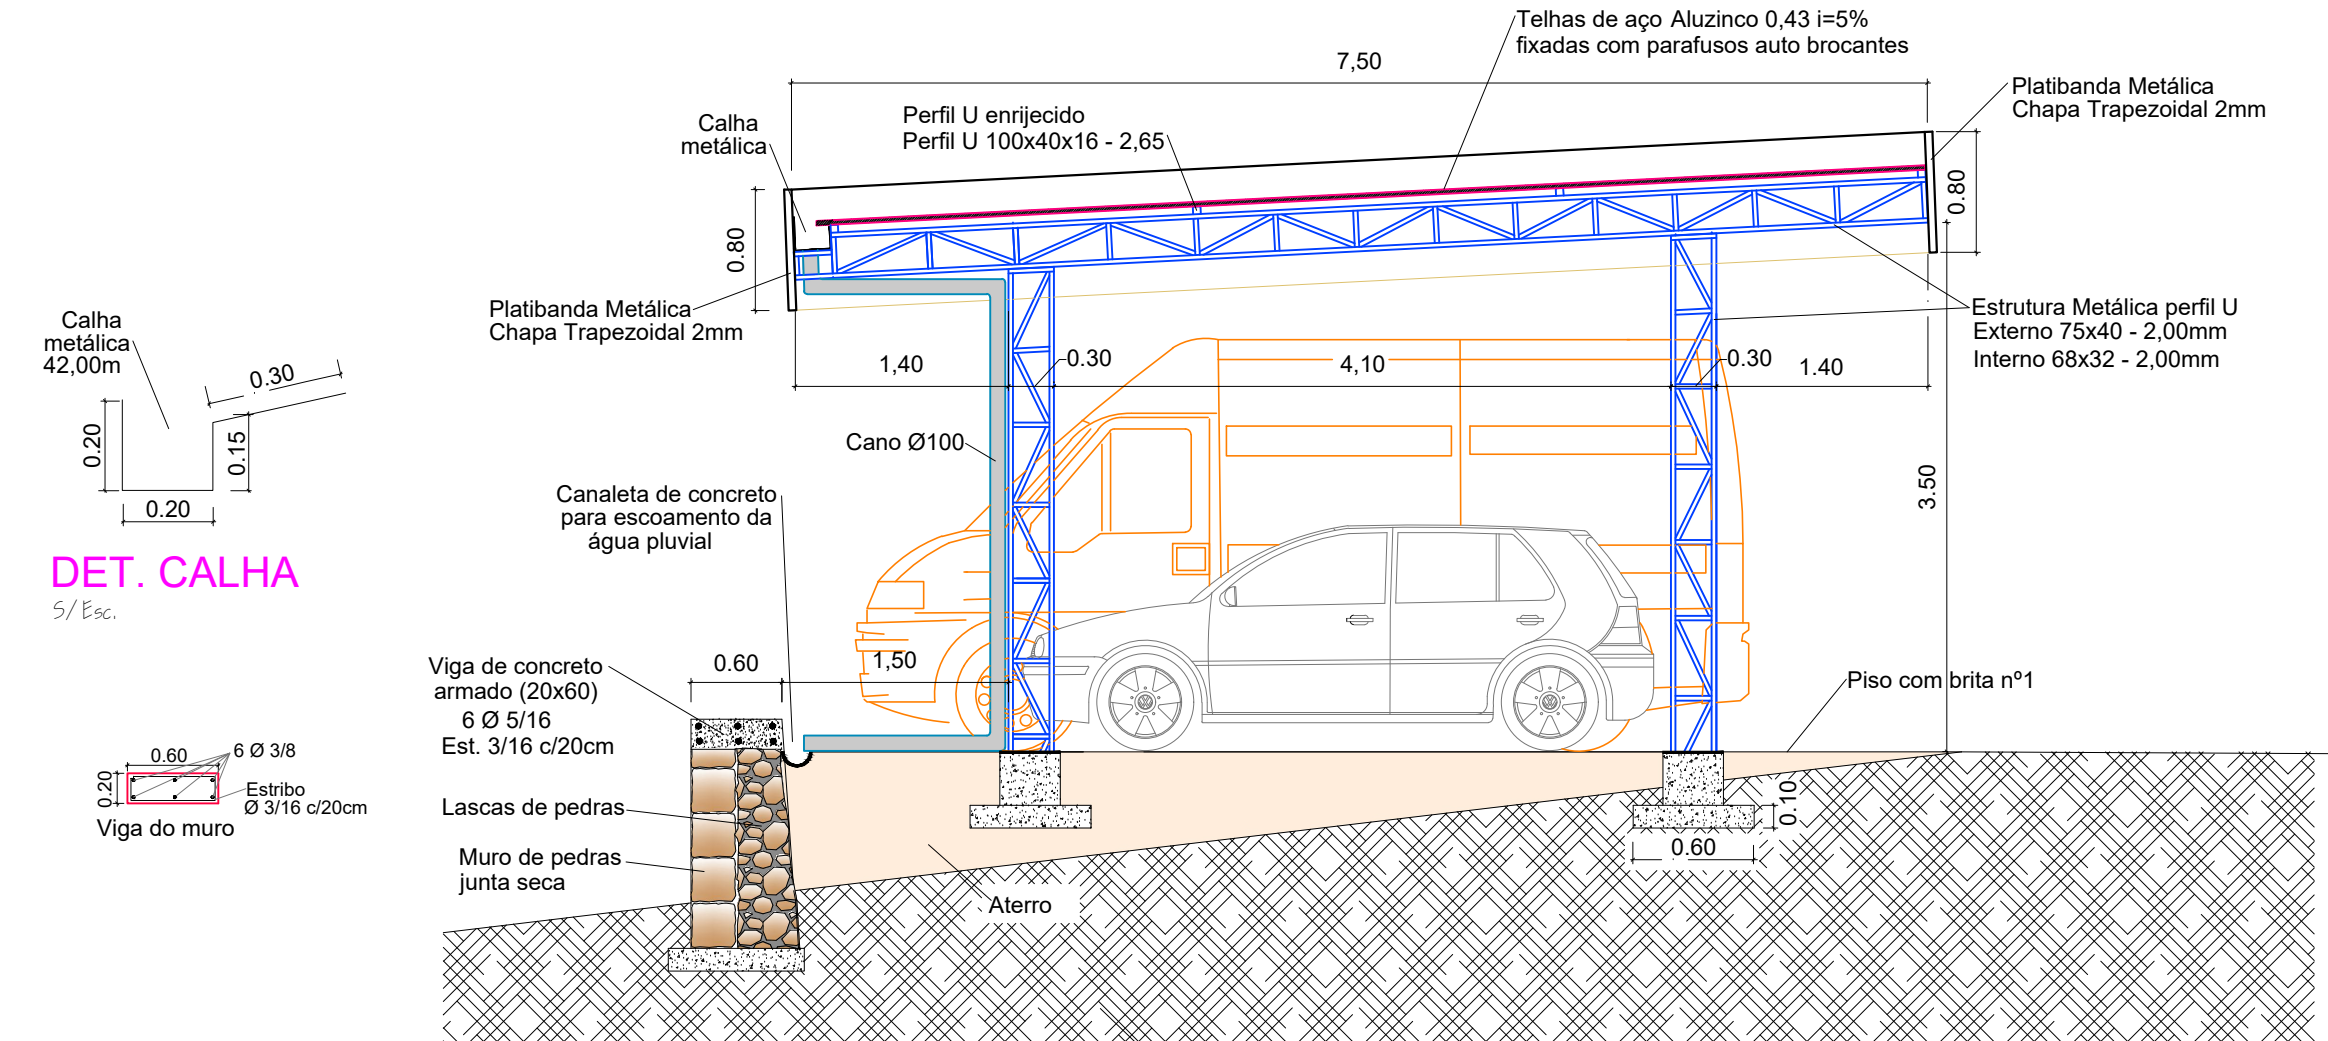 Telhas de aço Aluzinco 0,43 i=5%
fixadas com parafusos auto brocantes
7,50
Platibanda Metálica
Chapa Trapezoidal 2mm
Perfil U enrijecido
Perfil U 100x40x16 - 2,65
Calha
metálica
0.80
0.80
Platibanda Metálica
Chapa Trapezoidal 2mm
Estrutura Metálica perfil U
Externo 75x40 - 2,00mm
Interno 68x32 - 2,00mm
1,40
0.30
4,10
0.30
1.40
Calha
metálica
42,00m
0.30
0.20
0.15
0.20
DET. CALHA
S/ Esc.
Cano Ø100
3.50
Canaleta de concreto
para escoamento da
água pluvial
0.60
1,50
Viga de concreto
armado (20x60)
6 Ø 5/16
Est. 3/16 c/20cm
Piso com brita nº1
0.60
6 Ø 3/8
0.20
Estribo
Ø 3/16 c/20cm
Viga do muro
Lascas de pedras
Muro de pedras
junta seca
Aterro
0.10
0.60